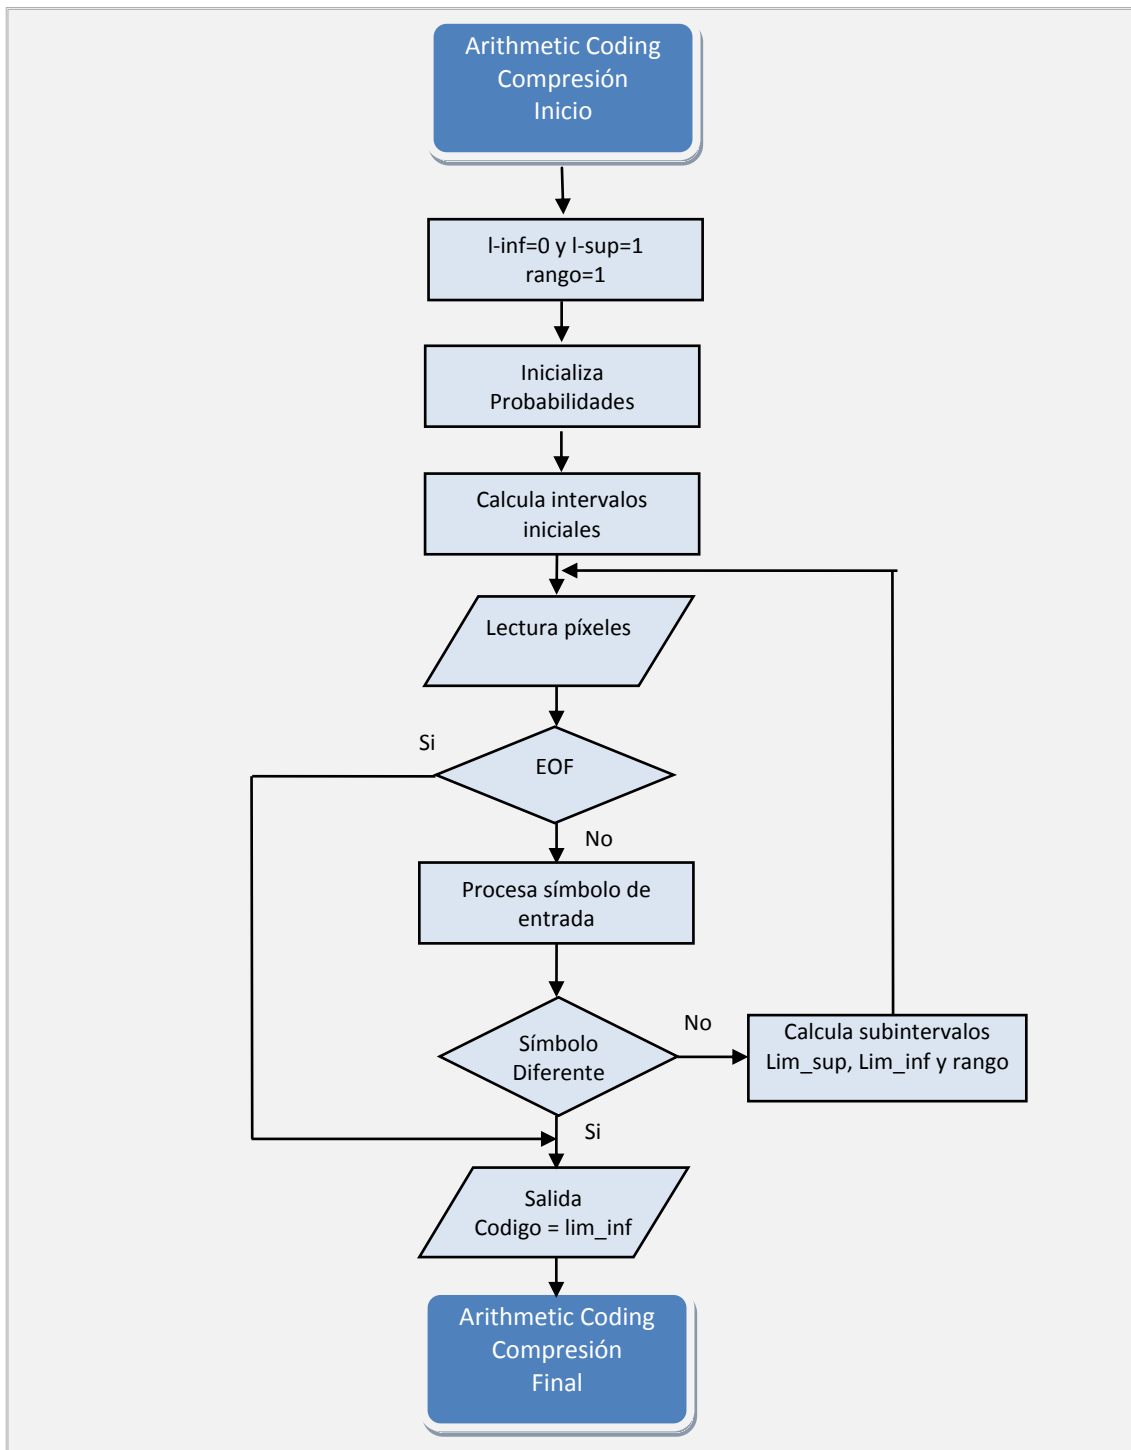 Arithmetic Coding
Compresión
Inicio
l-inf=0 y l-sup=1
rango=1
Inicializa
Probabilidades
Calcula intervalos
iniciales
Lectura píxeles
Si
EOF
No
Procesa símbolo de
entrada
Símbolo
Diferente
No
Calcula subintervalos
Lim_sup, Lim_inf y rango
Si
Salida
Codigo = lim_inf
Arithmetic Coding
Compresión
Final